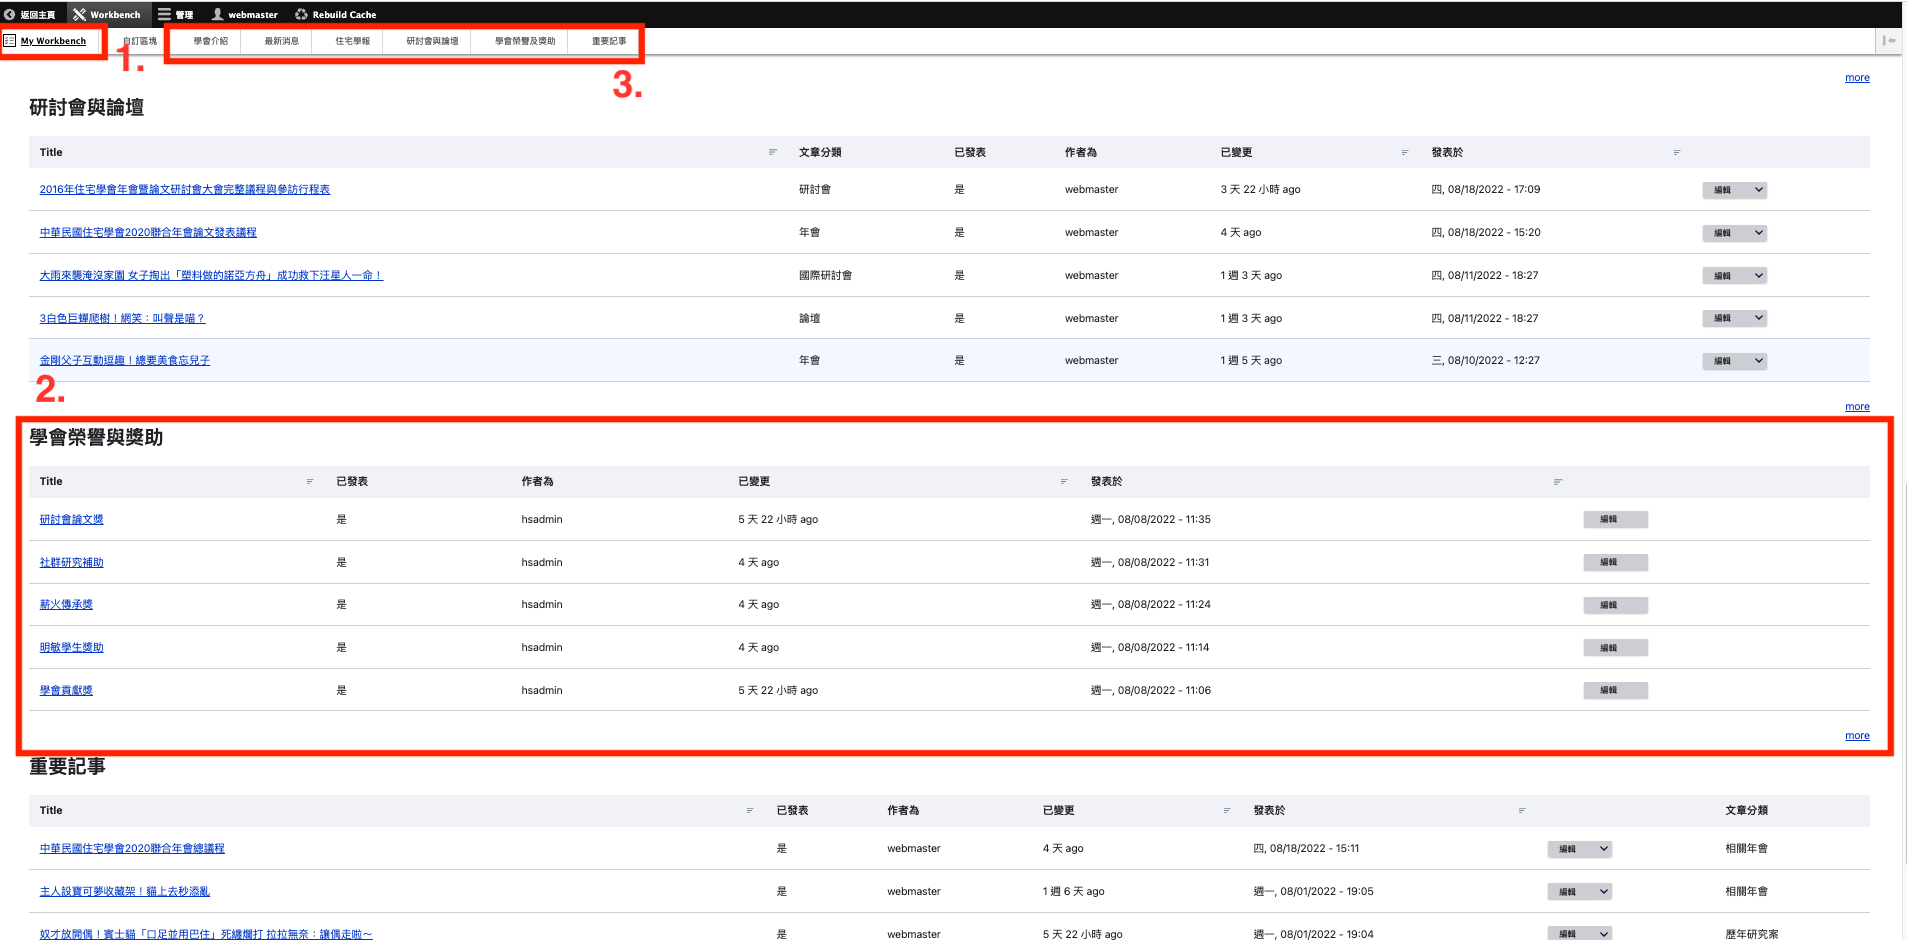 返回主頁 Workbench 管理 webmaster Rebuild Cache
My Workbench 自訂區塊 學會介紹 最新消息 住宅學報 研討會與論壇 學會榮譽及獎助 重要記事
1.
3.
more
研討會與論壇
Title 文章分類 已發表 作者為 已變更 發表於
2016年住宅學會年會暨論文研討會大會完整議程與參訪行程表 研討會 是 webmaster 3 天 22 小時 ago 四, 08/18/2022 - 17:09 編輯
中華民國住宅學會2020聯合年會論文發表議程 年會 是 webmaster 4 天 ago 四, 08/18/2022 - 15:20 編輯
大雨來襲淹沒家園 女子掏出「塑料做的諾亞方舟」成功救下汪星人一命！ 國際研討會 是 webmaster 1 週 3 天 ago 四, 08/11/2022 - 18:27 編輯
3白色巨蟒爬樹！網笑：叫聲是喵？ 論壇 是 webmaster 1 週 3 天 ago 四, 08/11/2022 - 18:27 編輯
金剛父子互動逗趣！總要美食忘兒子 年會 是 webmaster 1 週 5 天 ago 三, 08/10/2022 - 12:27 編輯
2.
more
學會榮譽與獎助
Title 已發表 作者為 已變更 發表於
研討會論文獎 是 hsadmin 5 天 22 小時 ago 週一, 08/08/2022 - 11:35 編輯
社群研究補助 是 hsadmin 4 天 ago 週一, 08/08/2022 - 11:31 編輯
薪火傳承獎 是 hsadmin 4 天 ago 週一, 08/08/2022 - 11:24 編輯
明敏學生獎助 是 hsadmin 4 天 ago 週一, 08/08/2022 - 11:14 編輯
學會貢獻獎 是 hsadmin 5 天 22 小時 ago 週一, 08/08/2022 - 11:06 編輯
more
重要記事
Title 已發表 作者為 已變更 發表於 文章分類
中華民國住宅學會2020聯合年會總議程 是 webmaster 4 天 ago 四, 08/18/2022 - 15:11 編輯 相關年會
主人設寶可夢收藏架！貓上去秒添亂 是 webmaster 1 週 6 天 ago 週一, 08/01/2022 - 19:05 編輯 相關年會
奴才放開偶！賓士貓「口足並用巴住」死纏爛打 拉拉無奈：讓偶走啦～ 是 webmaster 5 天 22 小時 ago 週一, 08/01/2022 - 19:04 編輯 歷年研究案